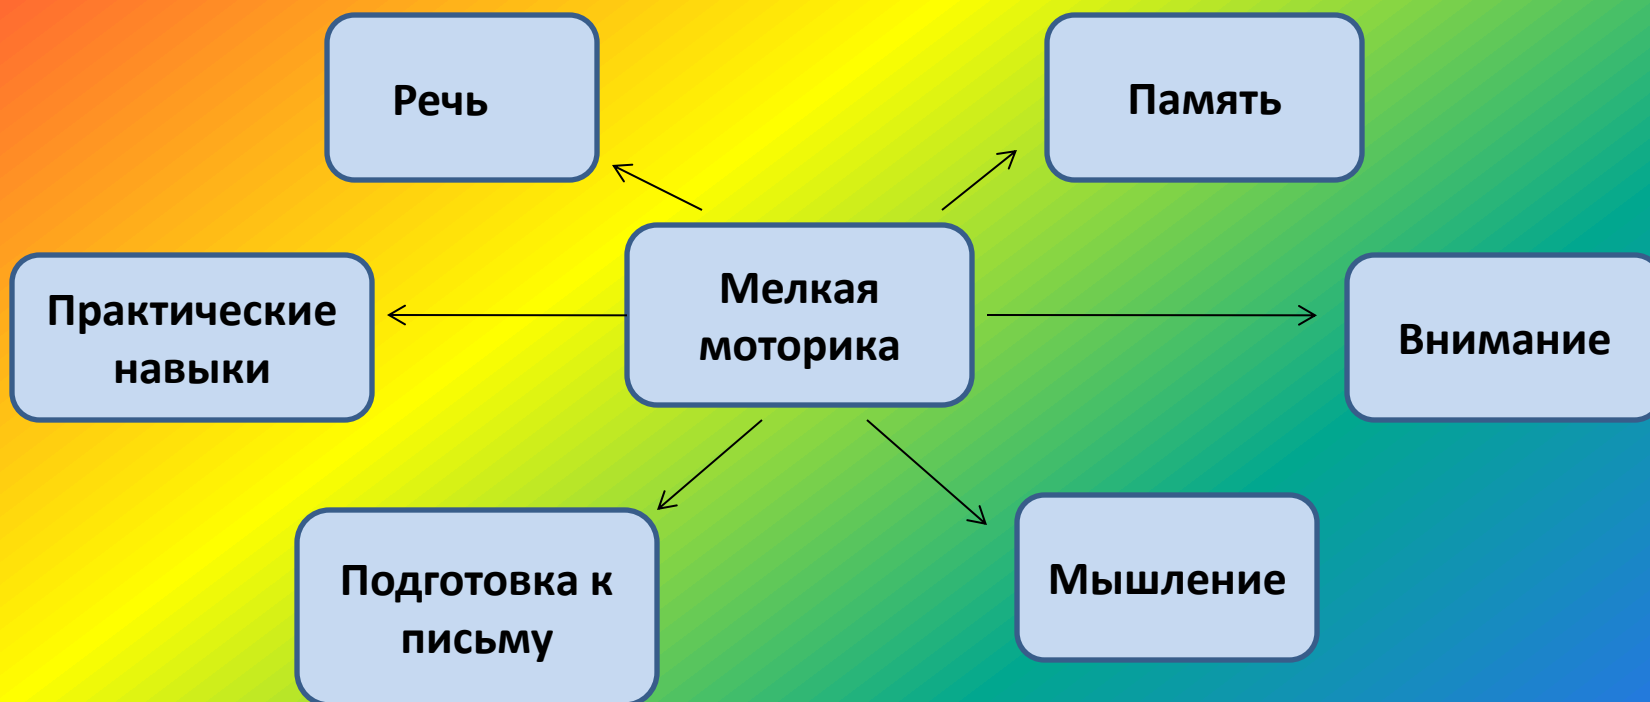 Речь
Память
Мелкая
моторика
Практические
навыки
Внимание
Подготовка к
письму
Мышление